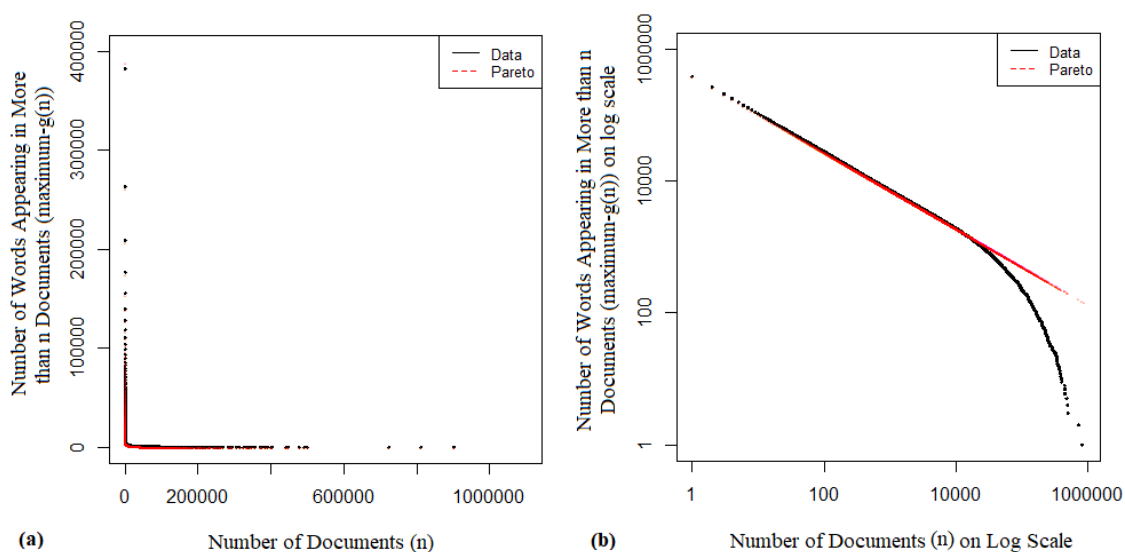 Number of Words Appearing in More
than n Documents (maximum-g(n))
400000
300000
200000
100000
0
Data
Pareto
0
200000
600000
1000000
(a)
Number of Documents (n)
Number of Words Appearing in More than n
Documents (maximum-g(n)) on log scale
1000000
10000
100
1
Data
Pareto
1
100
10000
1000000
(b)
Number of Documents (n) on Log Scale